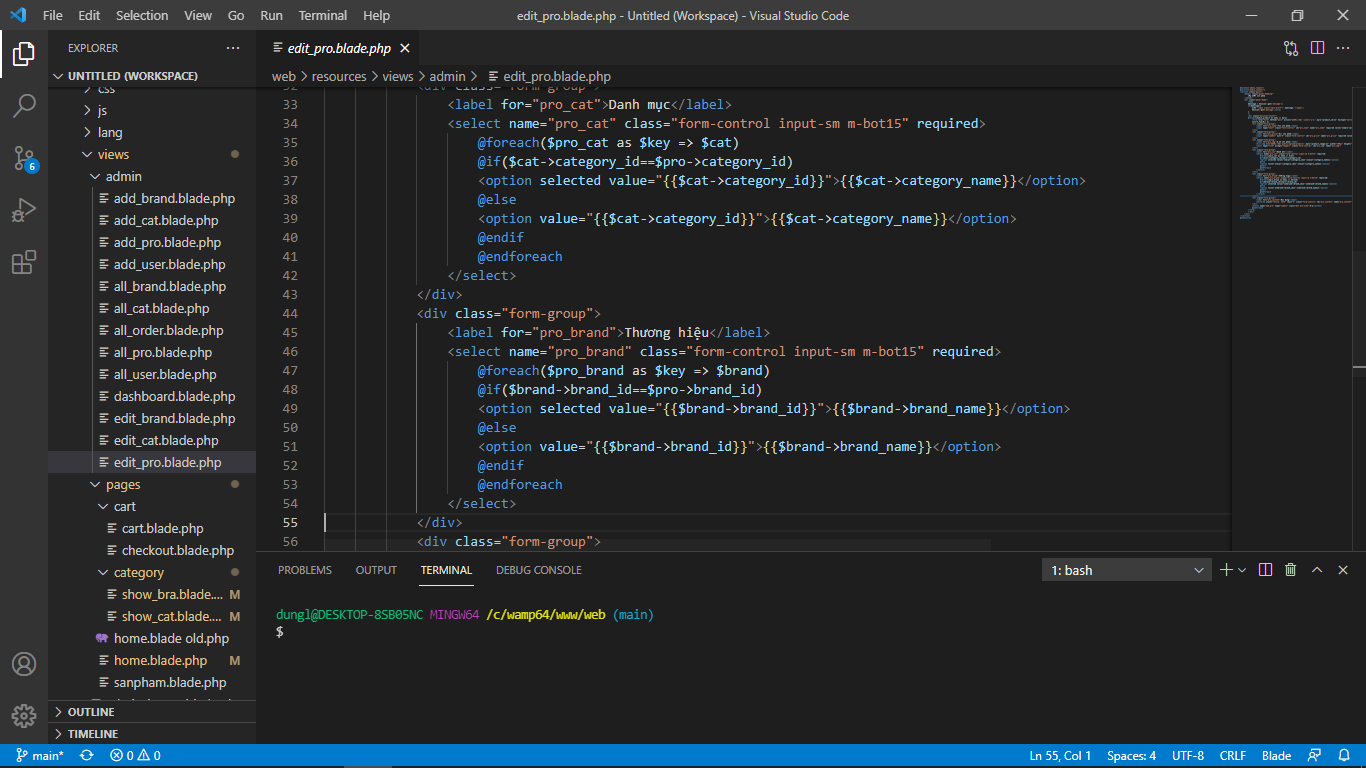 File Edit Selection View Go Run Terminal Help
edit_pro.blade.php - Untitled (Workspace) - Visual Studio Code
EXPLORER
UNTITLED (WORKSPACE)
css
js
lang
views
admin
add_brand.blade.php
add_cat.blade.php
add_pro.blade.php
add_user.blade.php
all_brand.blade.php
all_cat.blade.php
all_order.blade.php
all_pro.blade.php
all_user.blade.php
dashboard.blade.php
edit_brand.blade.php
edit_cat.blade.php
edit_pro.blade.php
pages
cart
cart.blade.php
checkout.blade.php
category
show_bra.blade.... M
show_cat.blade.... M
home.blade old.php
home.blade.php M
sanpham.blade.php
OUTLINE
TIMELINE
6
edit_pro.blade.php
web > resources > views > admin > edit_pro.blade.php
32 <div class="form-group">
33 <label for="pro_cat">Danh mục</label>
34 <select name="pro_cat" class="form-control input-sm m-bot15" required>
35 @foreach($pro_cat as $key => $cat)
36 @if($cat->category_id==$pro->category_id)
37 <option selected value="{{$cat->category_id}}">{{$cat->category_name}}</option>
38 @else
39 <option value="{{$cat->category_id}}">{{$cat->category_name}}</option>
40 @endif
41 @endforeach
42 </select>
43 </div>
44 <div class="form-group">
45 <label for="pro_brand">Thương hiệu</label>
46 <select name="pro_brand" class="form-control input-sm m-bot15" required>
47 @foreach($pro_brand as $key => $brand)
48 @if($brand->brand_id==$pro->brand_id)
49 <option selected value="{{$brand->brand_id}}">{{$brand->brand_name}}</option>
50 @else
51 <option value="{{$brand->brand_id}}">{{$brand->brand_name}}</option>
52 @endif
53 @endforeach
54 </select>
55 </div>
56 <div class="form-group">
PROBLEMS OUTPUT TERMINAL DEBUG CONSOLE
1: bash
dungl@DESKTOP-8SB05NC MINGW64 /c/wamp64/www/web (main)
$
main* 0 0
Ln 55, Col 1 Spaces: 4 UTF-8 CRLF Blade